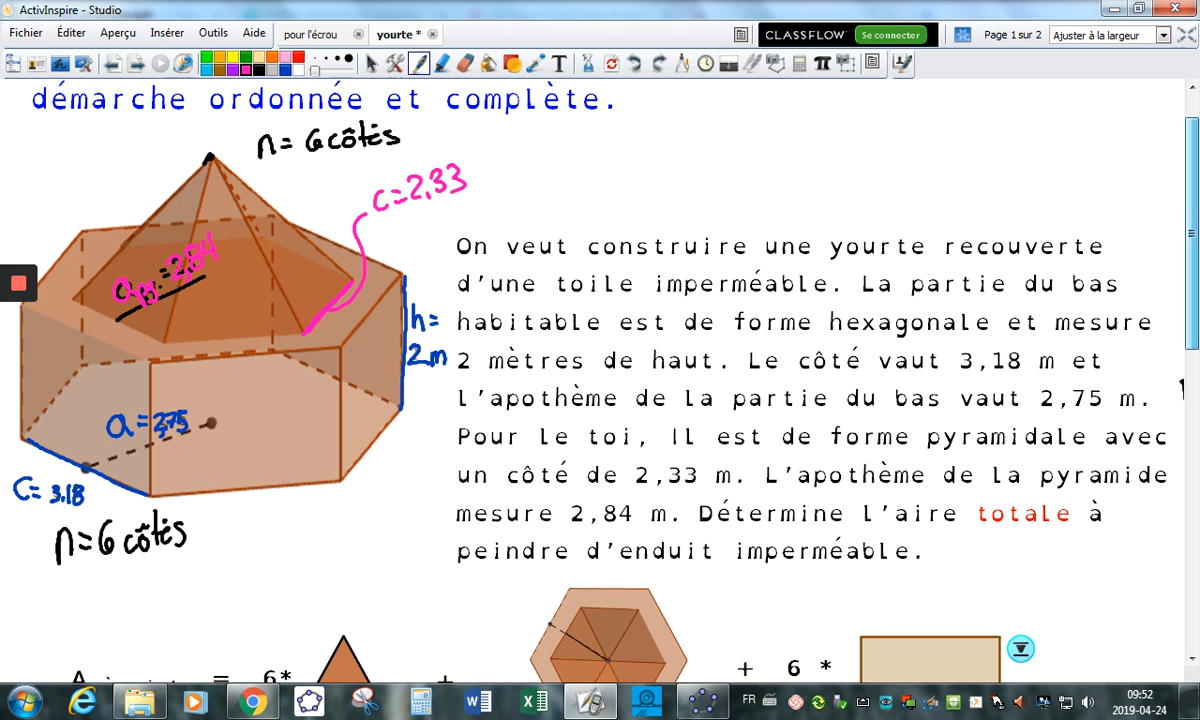 ActivInspire - Studio
Fichier Éditer Aperçu Insérer Outils Aide pour l'écrou yourte * CLASSFLOW Se connecter Page 1 sur 2 Ajuster à la largeur
démarche ordonnée et complète.
n = 6 côtés
c = 2,33
apy. = 2,84
h =
2 m
a = 2,75
c = 3,18
n = 6 côtés
On veut construire une yourte recouverte
d'une toile imperméable. La partie du bas
habitable est de forme hexagonale et mesure
2 mètres de haut. Le côté vaut 3,18 m et
l'apothème de la partie du bas vaut 2,75 m.
Pour le toi, Il est de forme pyramidale avec
un côté de 2,33 m. L'apothème de la pyramide
mesure 2,84 m. Détermine l'aire totale à
peindre d'enduit imperméable.
= 6* + + 6 *
FR 09:52
2019-04-24